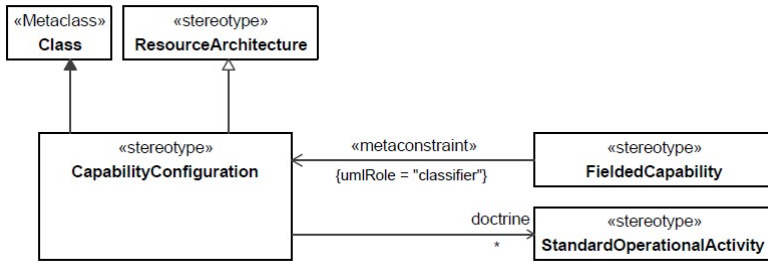 «Metaclass»
Class
«stereotype»
ResourceArchitecture
«stereotype»
CapabilityConfiguration
«metaconstraint»
{umlRole = "classifier"}
«stereotype»
FieldedCapability
doctrine
*
«stereotype»
StandardOperationalActivity